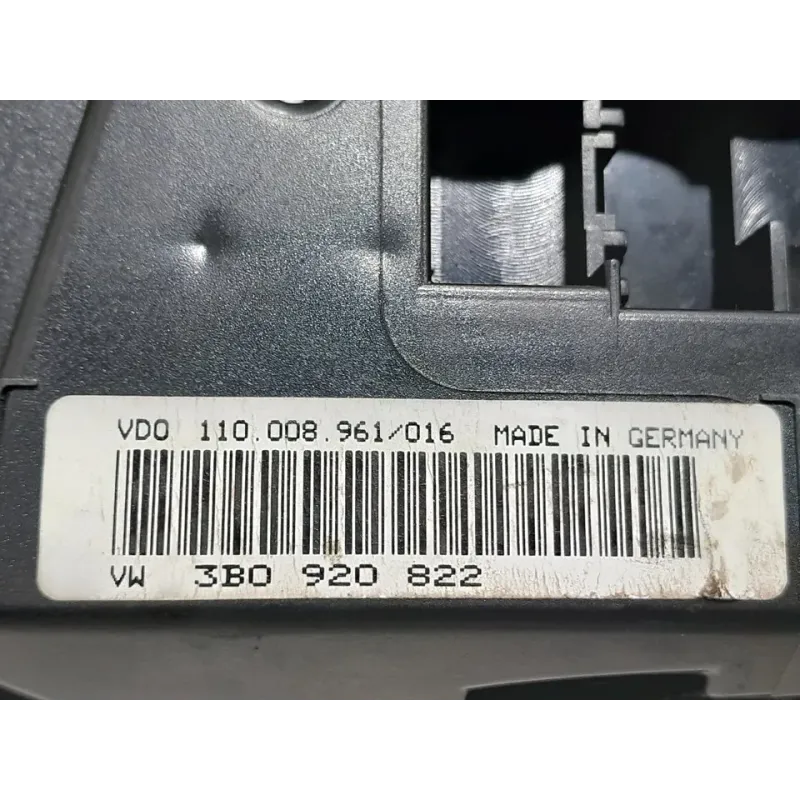 VDO 110.008.961/016 MADE IN GERMANY
VW 3B0 920 822